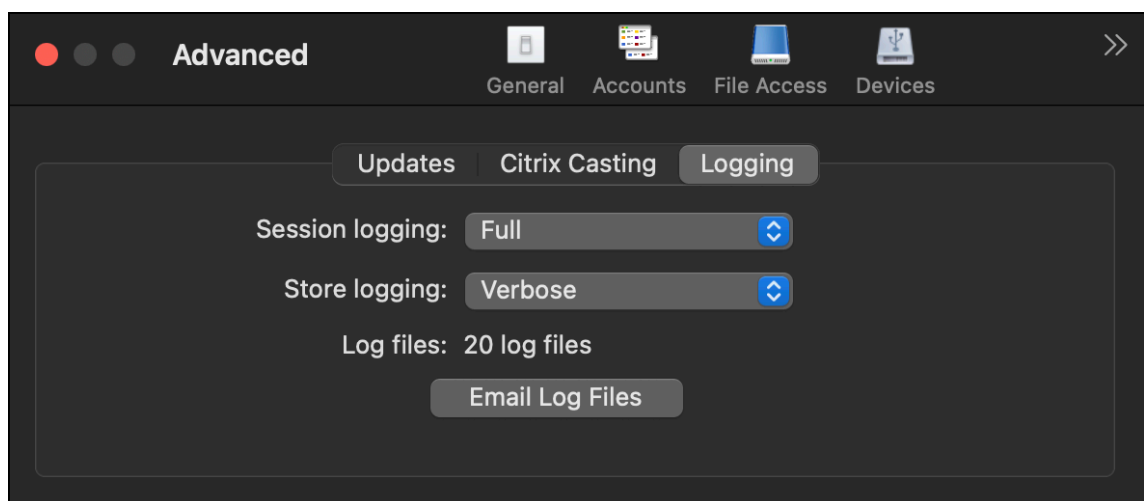 Advanced
General Accounts File Access Devices
Updates Citrix Casting Logging
Session logging: Full
Store logging: Verbose
Log files: 20 log files
Email Log Files